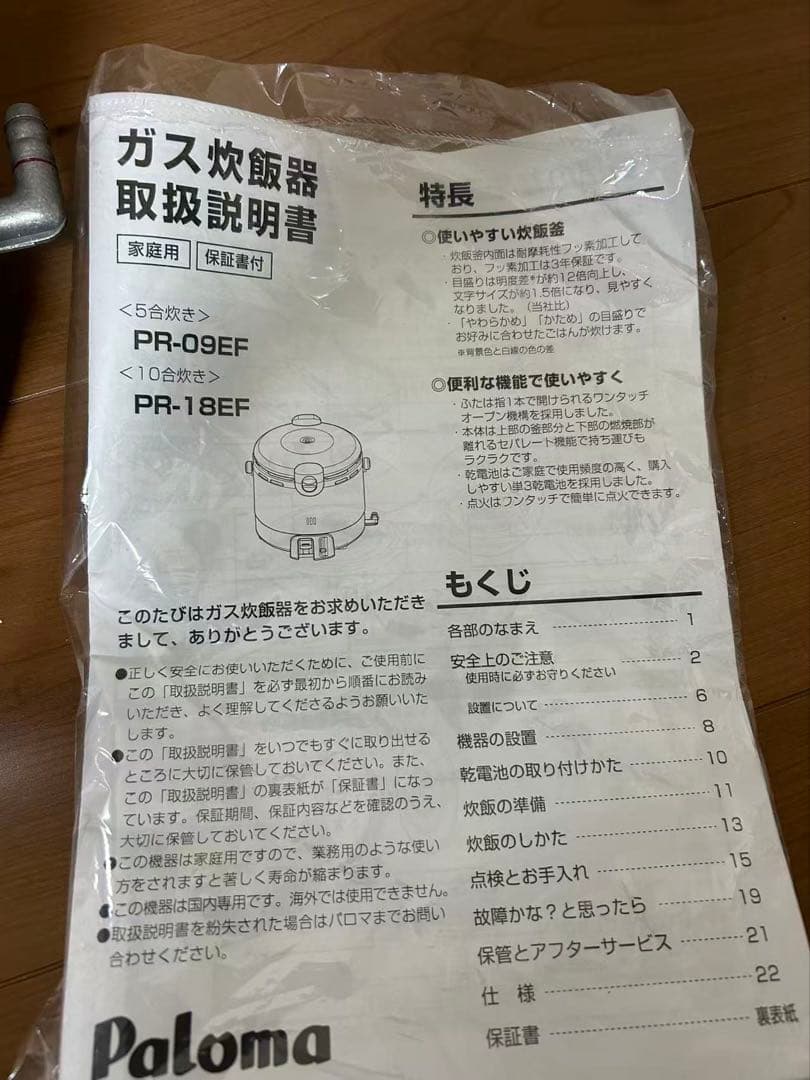 ガス炊飯器
取扱説明書
家庭用 保証書付
<5合炊き>
PR-09EF
<10合炊き>
PR-18EF
このたびはガス炊飯器をお求めいただき
まして、ありがとうございます。
●正しく安全にお使いいただくために、ご使用前に
この「取扱説明書」を必ず最初から順番にお読み
いただき、よく理解してくださるようお願いいた
します。
●この「取扱説明書」をいつでもすぐに取り出せる
ところに大切に保管しておいてください。また、
この「取扱説明書」の裏表紙が「保証書」になっ
ています。保証期間、保証内容などを確認のうえ、
大切に保管しておいてください。
●この機器は家庭用ですので、業務用のような使い
方をされますと著しく寿命が縮まります。
●この機器は国内専用です。海外では使用できません。
●取扱説明書を紛失された場合はパロマまでお問い
合わせください。
Paloma
特長
◎使いやすい炊飯釜
・炊飯釜内面は耐摩耗性フッ素加工して
おり、フッ素加工は3年保証です。
・目盛りは明度差※が約12倍向上し、
文字サイズが約1.5倍になり、見やすく
なりました。(当社比)
・「やわらかめ」「かため」の目盛りで
お好みに合わせたごはんが炊けます。
※背景色と白線の色の差
◎便利な機能で使いやすく
・ふたは指1本で開けられるワンタッチ
オープン機構を採用しました。
・本体は上部の釜部分と下部の燃焼部が
離れるセパレート機能で持ち運びも
ラクラクです。
・乾電池はご家庭で使用頻度の高く、購入
しやすい単3乾電池を採用しました。
・点火はワンタッチで簡単に点火できます。
もくじ
各部のなまえ 1
安全上のご注意 2
使用時に必ずお守りください
設置について 6
機器の設置 8
乾電池の取り付けかた 10
炊飯の準備 11
炊飯のしかた 13
点検とお手入れ 15
故障かな?と思ったら 19
保管とアフターサービス 21
仕様 22
保証書 裏表紙